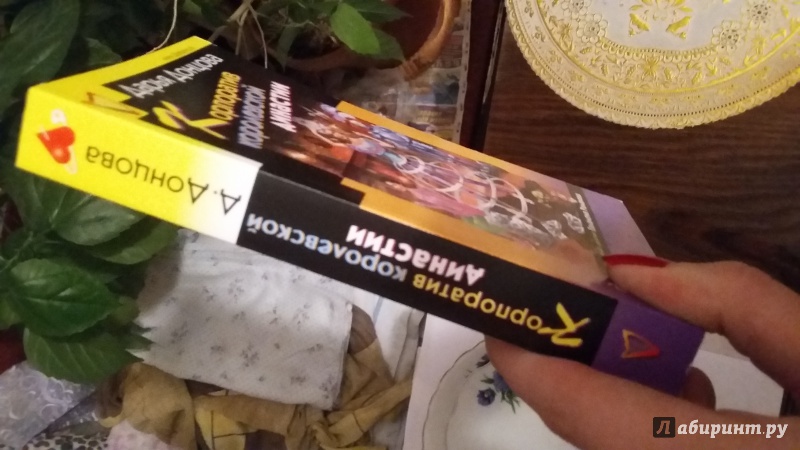 Дарья Донцова
Корпоратив
королевской
династии
Д. Донцова
Корпоратив королевской
династии
Лабиринт.ру